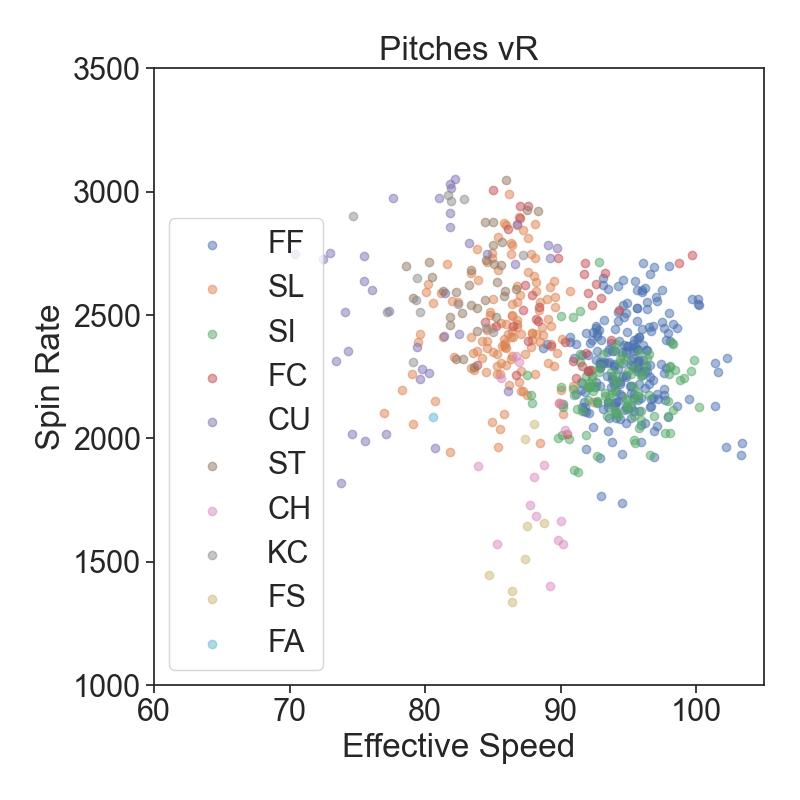 Pitches vR
3500
3000
2500
2000
1500
1000
Spin Rate
FF
SL
SI
FC
CU
ST
CH
KC
FS
FA
60 70 80 90 100
Effective Speed